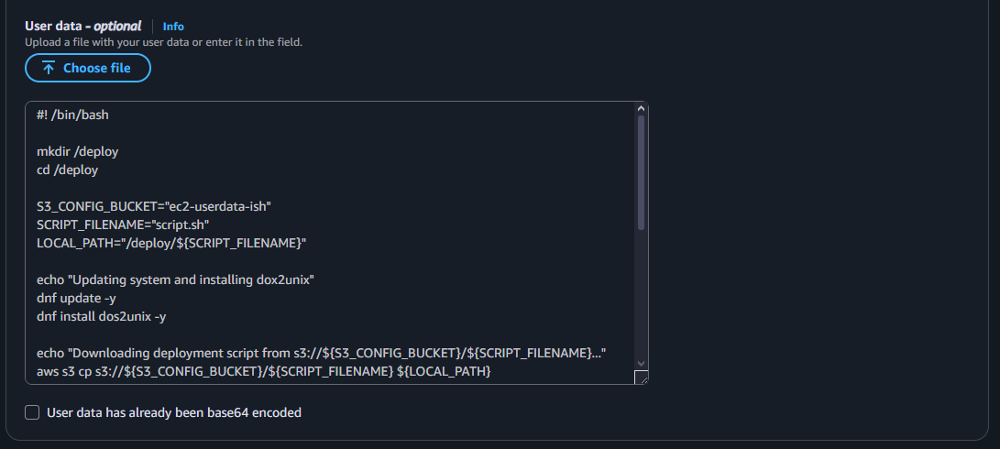 User data - optional Info
Upload a file with your user data or enter it in the field.
Choose file
#! /bin/bash
mkdir /deploy
cd /deploy
S3_CONFIG_BUCKET="ec2-userdata-ish"
SCRIPT_FILENAME="script.sh"
LOCAL_PATH="/deploy/${SCRIPT_FILENAME}"
echo "Updating system and installing dox2unix"
dnf update -y
dnf install dos2unix -y
echo "Downloading deployment script from s3://${S3_CONFIG_BUCKET}/${SCRIPT_FILENAME}..."
aws s3 cp s3://${S3_CONFIG_BUCKET}/${SCRIPT_FILENAME} ${LOCAL_PATH}
User data has already been base64 encoded